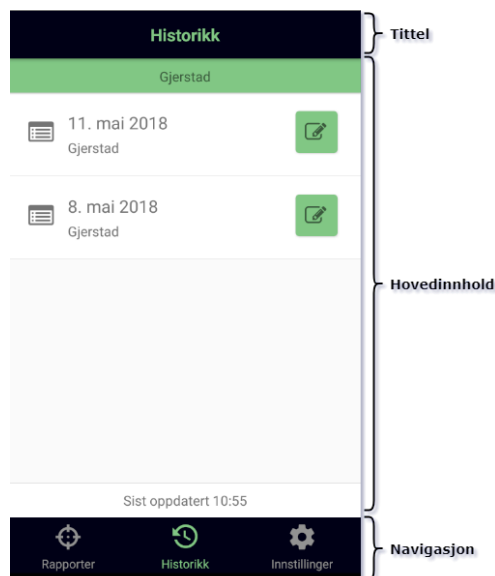 Historikk
Tittel
Gjerstad
11. mai 2018
Gjerstad
8. mai 2018
Gjerstad
Hovedinnhold
Sist oppdatert 10:55
Rapporter
Historikk
Innstillinger
Navigasjon